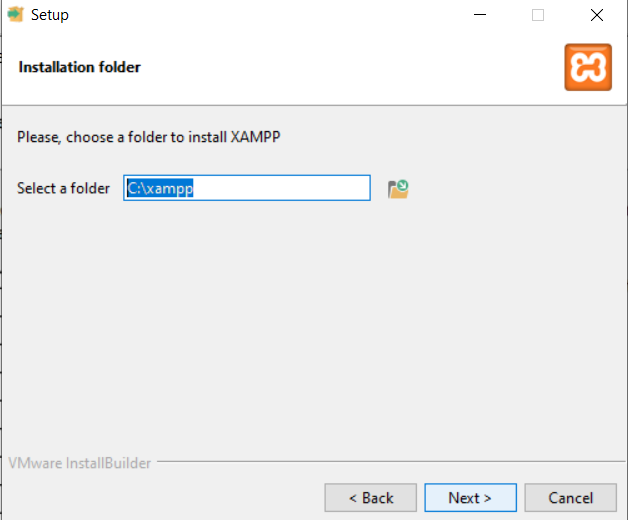 Setup
Installation folder
Please, choose a folder to install XAMPP
Select a folder C:\xampp
VMware InstallBuilder
< Back Next > Cancel